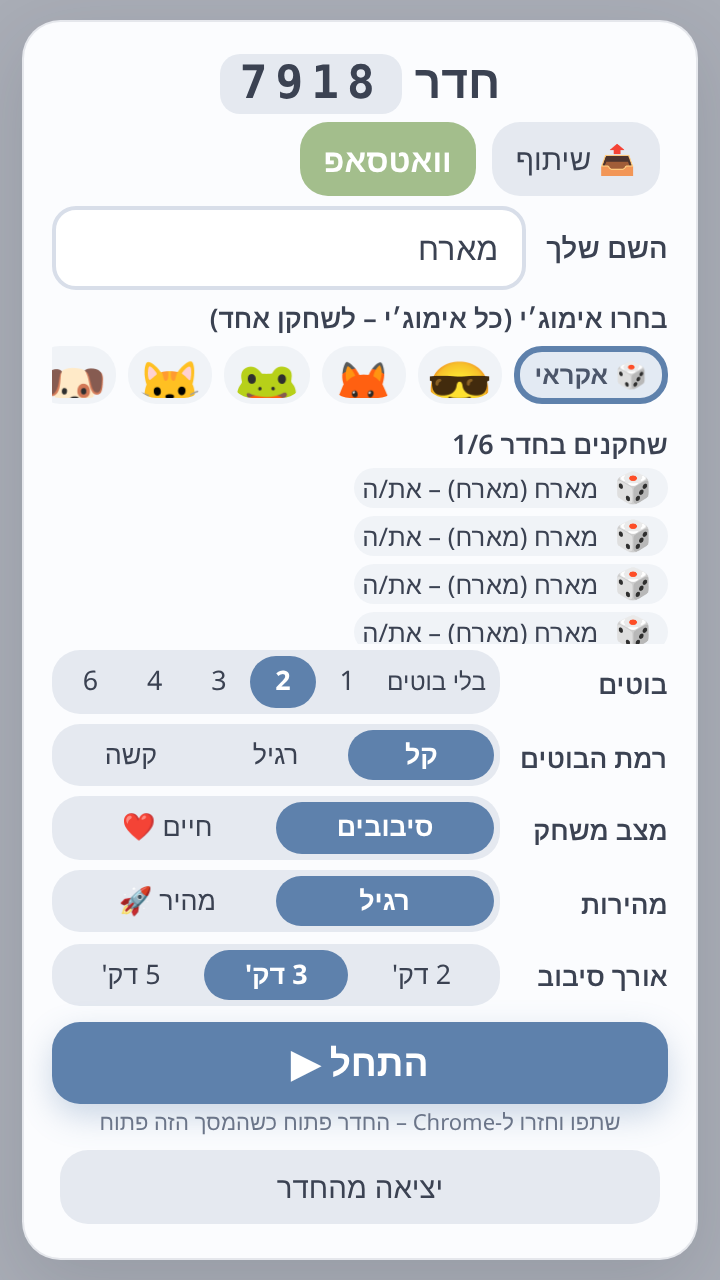 חדר 7918
📤 שיתוף וואטסאפ
השם שלך מארח
בחרו אימוג׳י (כל אימוג׳י – לשחקן אחד)
🎲 אקראי
שחקנים בחדר 1/6
מארח (מארח) – את/ה
מארח (מארח) – את/ה
מארח (מארח) – את/ה
מארח (מארח) – את/ה
בוטים בלי בוטים 1 2 3 4 6
רמת הבוטים קל רגיל קשה
מצב משחק סיבובים חיים ❤️
מהירות רגיל מהיר 🚀
אורך סיבוב 2 דק' 3 דק' 5 דק'
התחל ▶
שתפו וחזרו ל-Chrome – החדר פתוח כשהמסך הזה פתוח
יציאה מהחדר